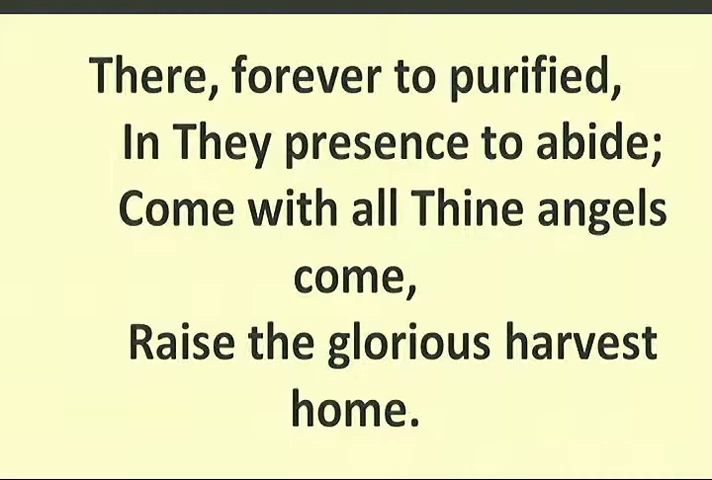 There, forever to purified,
In They presence to abide;
Come with all Thine angels
come,
Raise the glorious harvest
home.